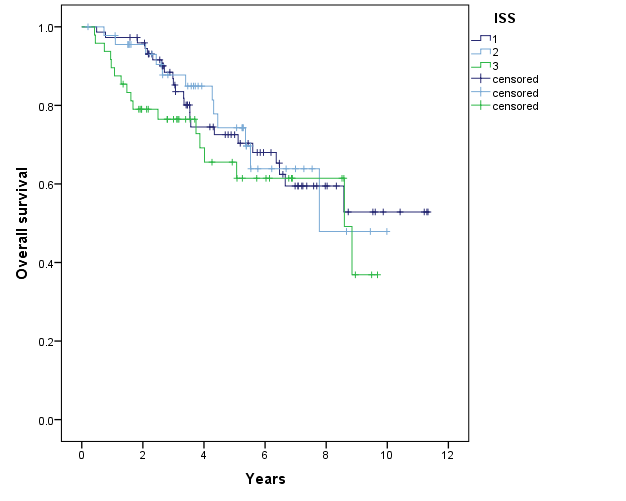 ISS
1
2
3
censored
censored
censored
Overall survival
1.0
0.8
0.6
0.4
0.2
0.0
0 2 4 6 8 10 12
Years